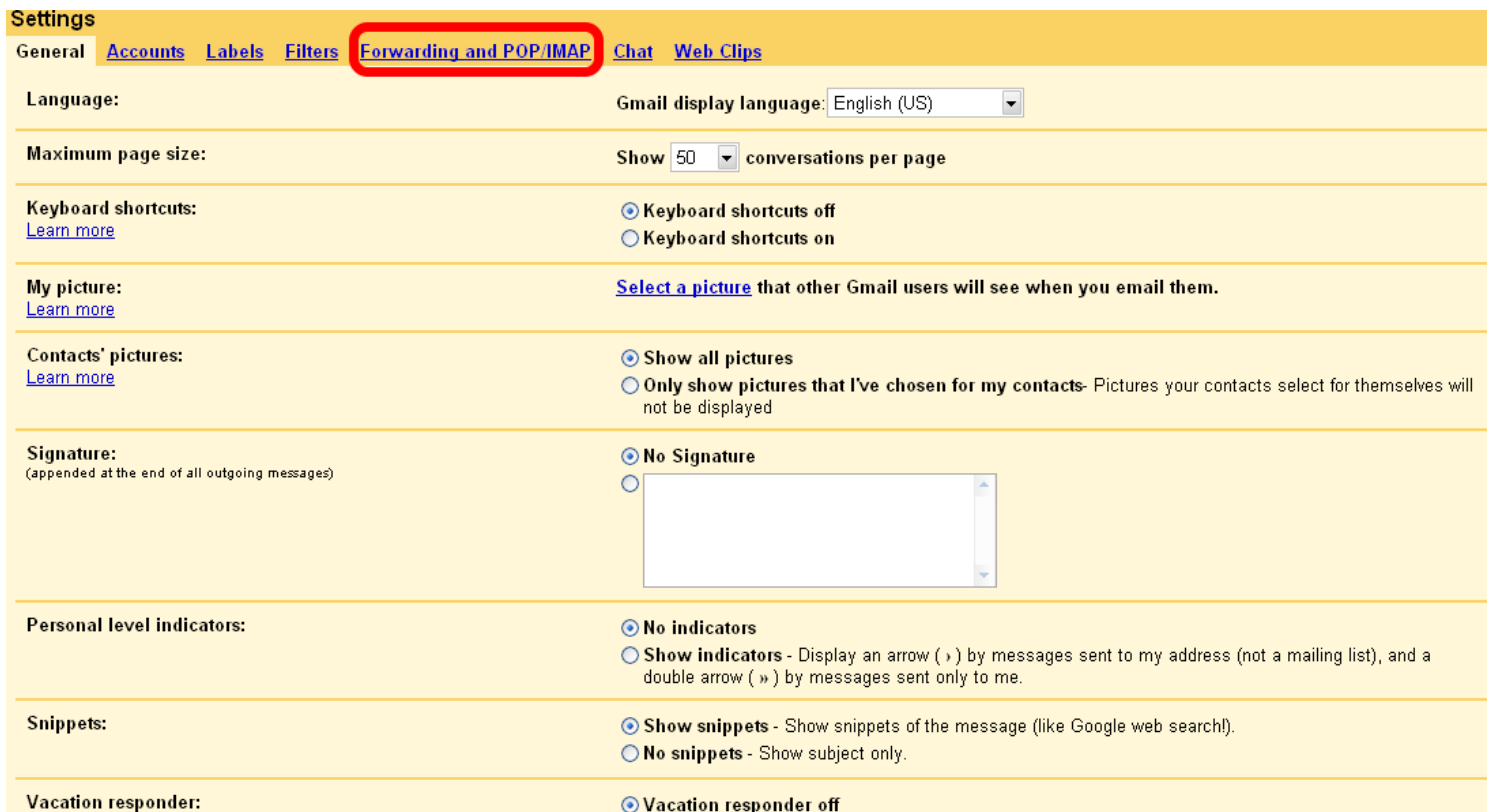 Settings
General Accounts Labels Filters Forwarding and POP/IMAP Chat Web Clips
Language: Gmail display language: English (US)
Maximum page size: Show 50 conversations per page
Keyboard shortcuts: Keyboard shortcuts off
Learn more Keyboard shortcuts on
My picture: Select a picture that other Gmail users will see when you email them.
Learn more
Contacts' pictures: Show all pictures
Learn more Only show pictures that I've chosen for my contacts- Pictures your contacts select for themselves will
not be displayed
Signature: No Signature
(appended at the end of all outgoing messages)
Personal level indicators: No indicators
Show indicators - Display an arrow ( › ) by messages sent to my address (not a mailing list), and a
double arrow ( » ) by messages sent only to me.
Snippets: Show snippets - Show snippets of the message (like Google web search!).
No snippets - Show subject only.
Vacation responder: Vacation responder off